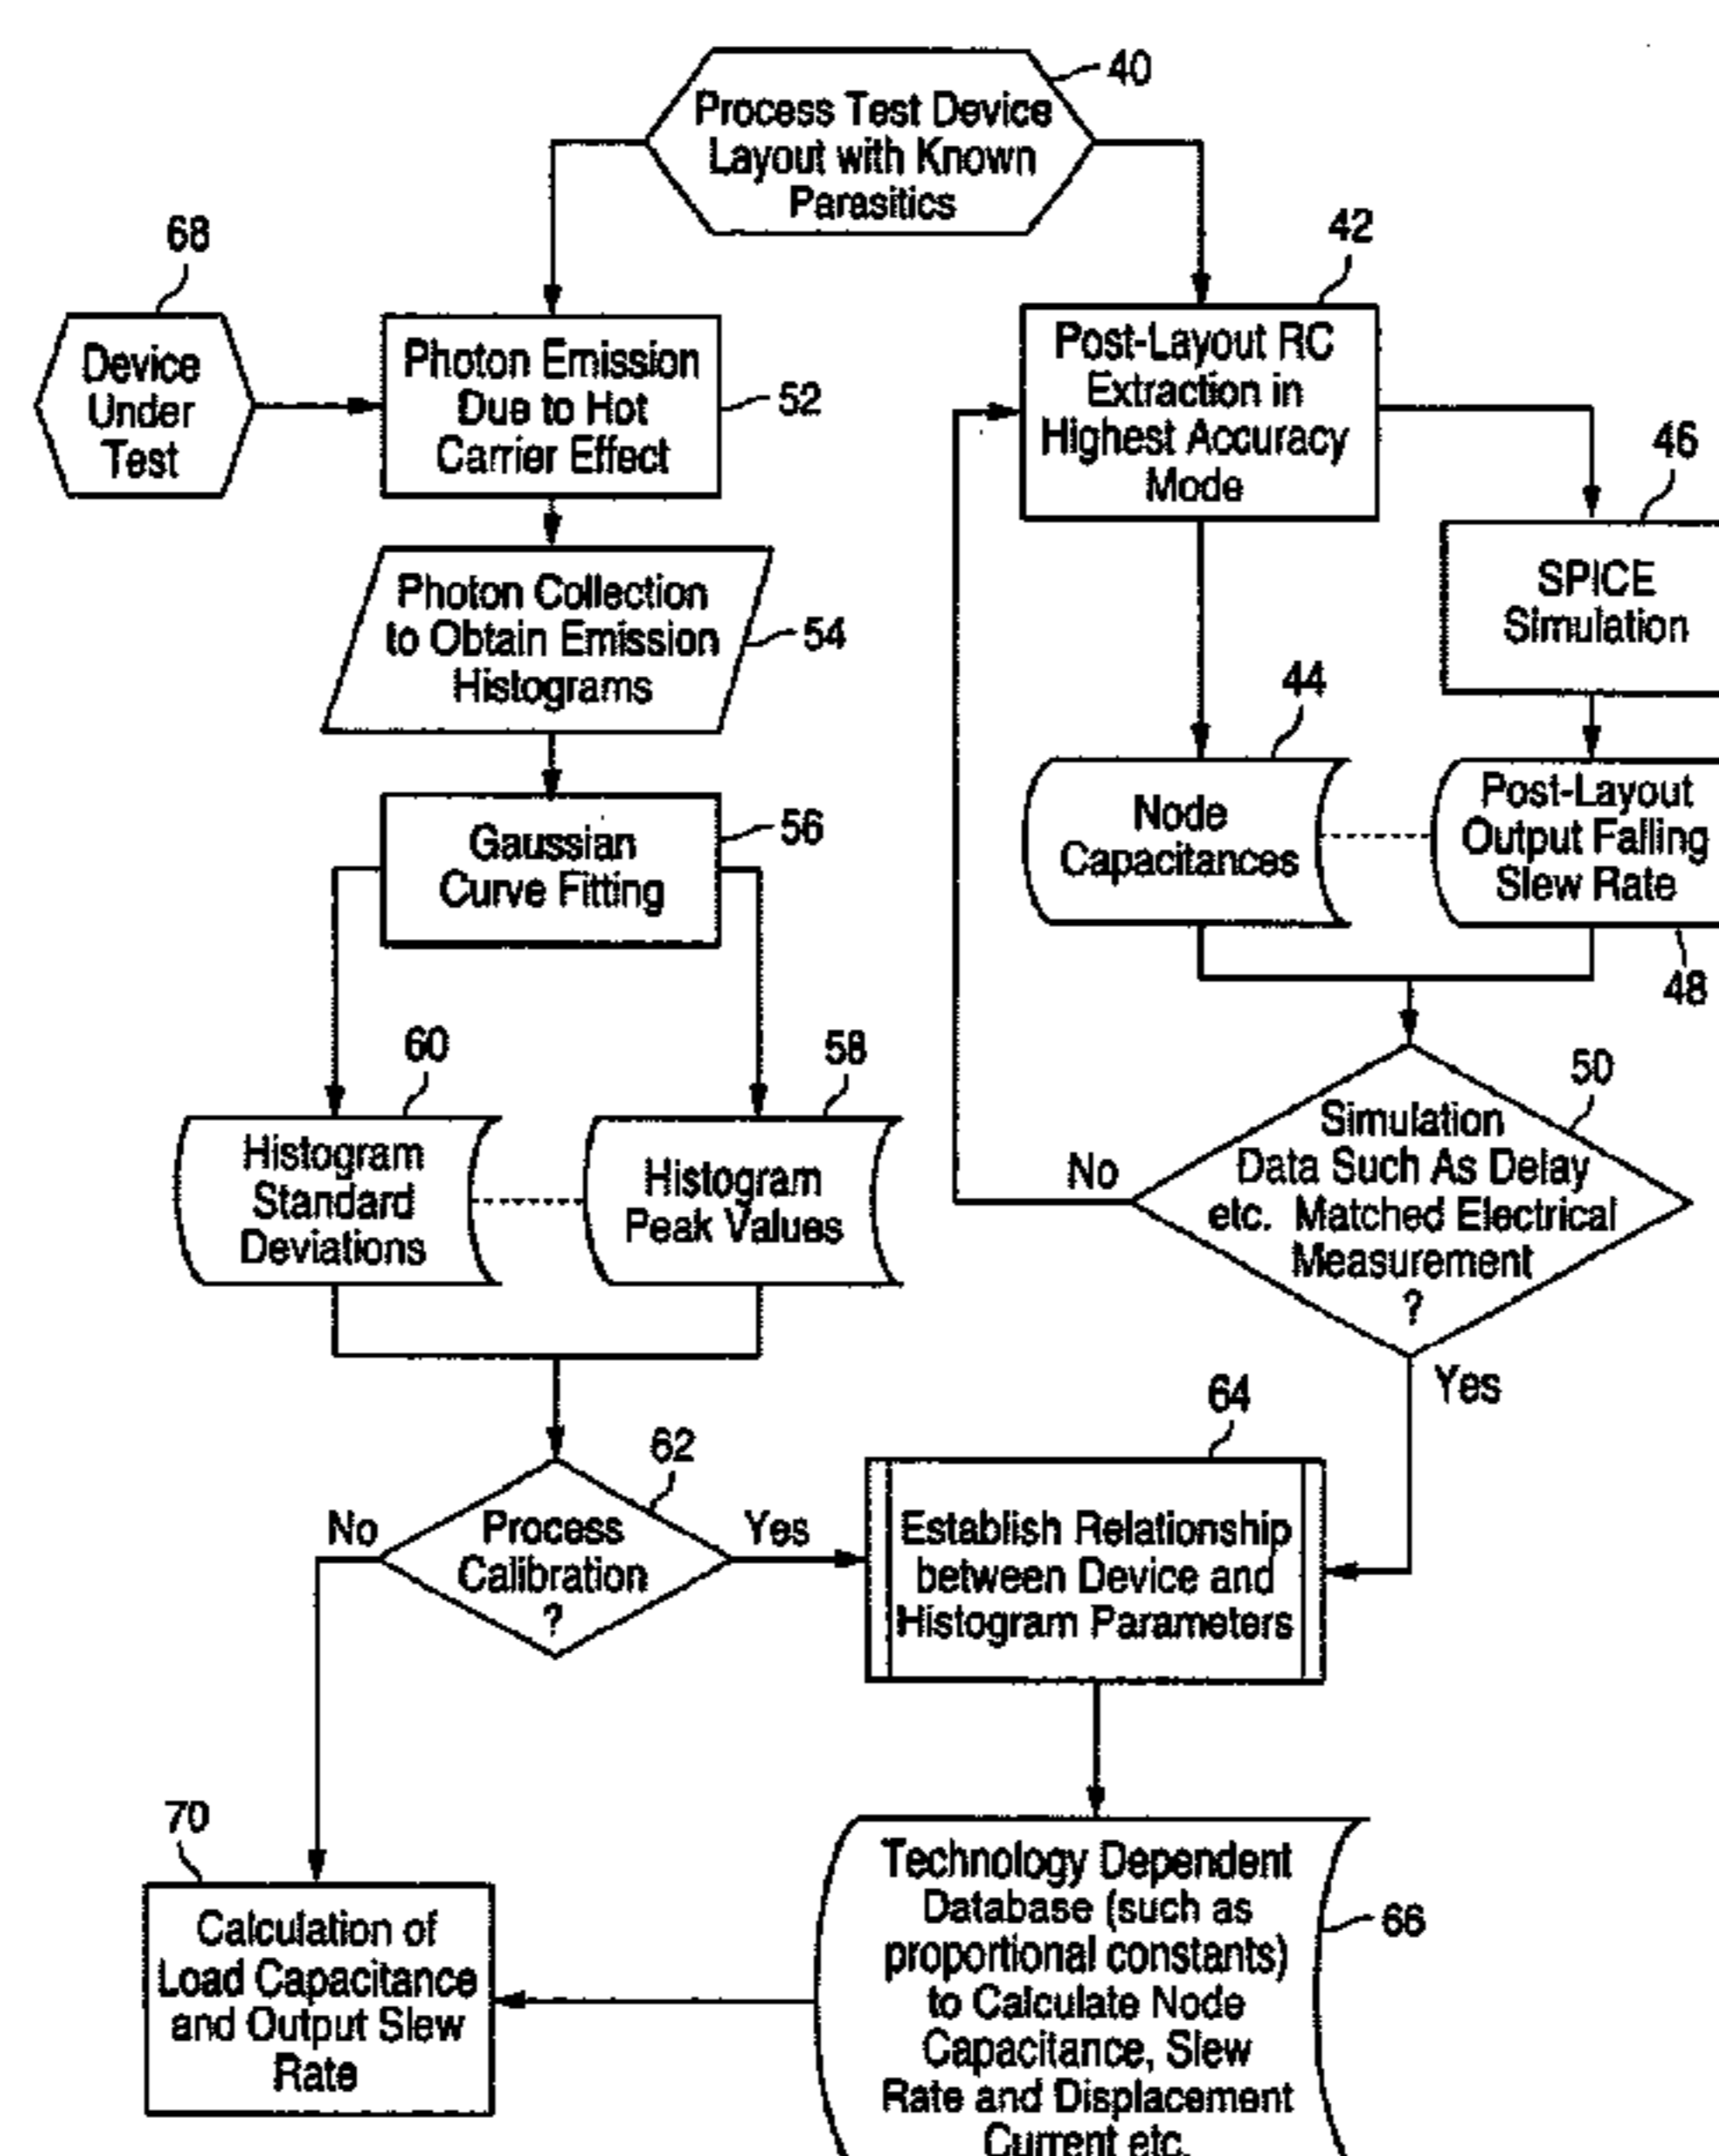 40
Process Test Device
Layout with Known
Parasitics
68
Device
Under
Test
Photon Emission
Due to Hot
Carrier Effect
52
42
Post-Layout RC
Extraction in
Highest Accuracy
Mode
46
SPICE
Simulation
Photon Collection
to Obtain Emission
Histograms
54
44
Node
Capacitances
Post-Layout
Output Falling
Slew Rate
48
Gaussian
Curve Fitting
56
60
Histogram
Standard
Deviations
58
Histogram
Peak Values
50
Simulation
Data Such As Delay
etc. Matched Electrical
Measurement
?
No
Yes
62
Process
Calibration
?
No
Yes
64
Establish Relationship
between Device and
Histogram Parameters
70
Calculation of
Load Capacitance
and Output Slew
Rate
Technology Dependent
Database (such as
proportional constants)
to Calculate Node
Capacitance, Slew
Rate and Displacement
Current etc.
66